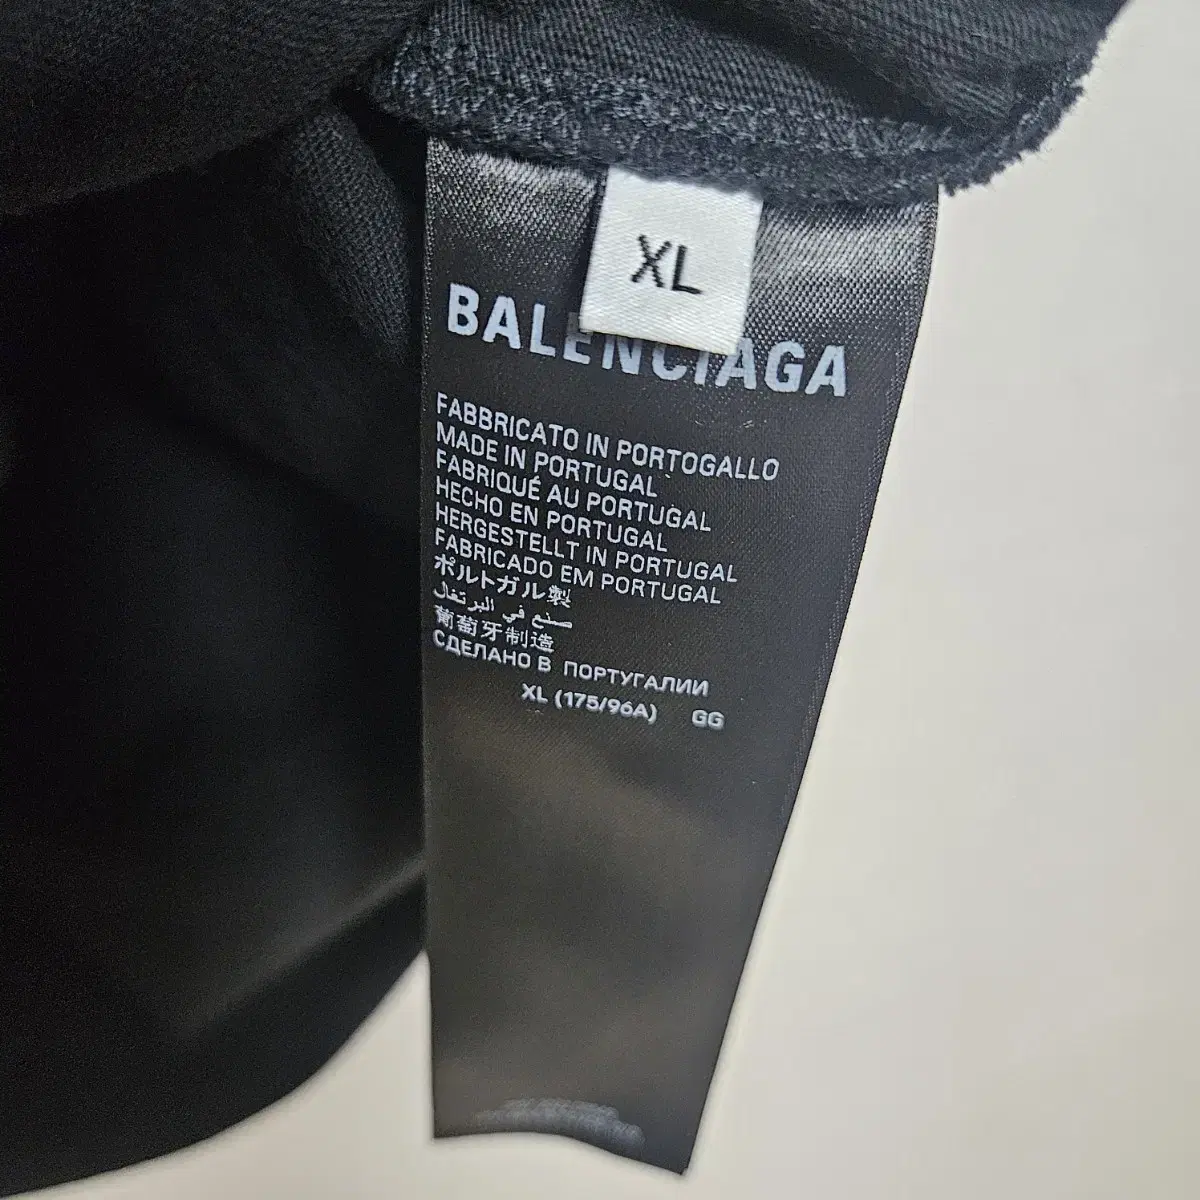 XL
BALENCIAGA
FABBRICATO IN PORTOGALLO
MADE IN PORTUGAL
FABRIQUÉ AU PORTUGAL
HECHO EN PORTUGAL
HERGESTELLT IN PORTUGAL
FABRICADO EM PORTUGAL
ポルトガル製
صنع في البرتغال
葡萄牙制造
СДЕЛАНО В ПОРТУГАЛИИ
XL (175/96A) GG